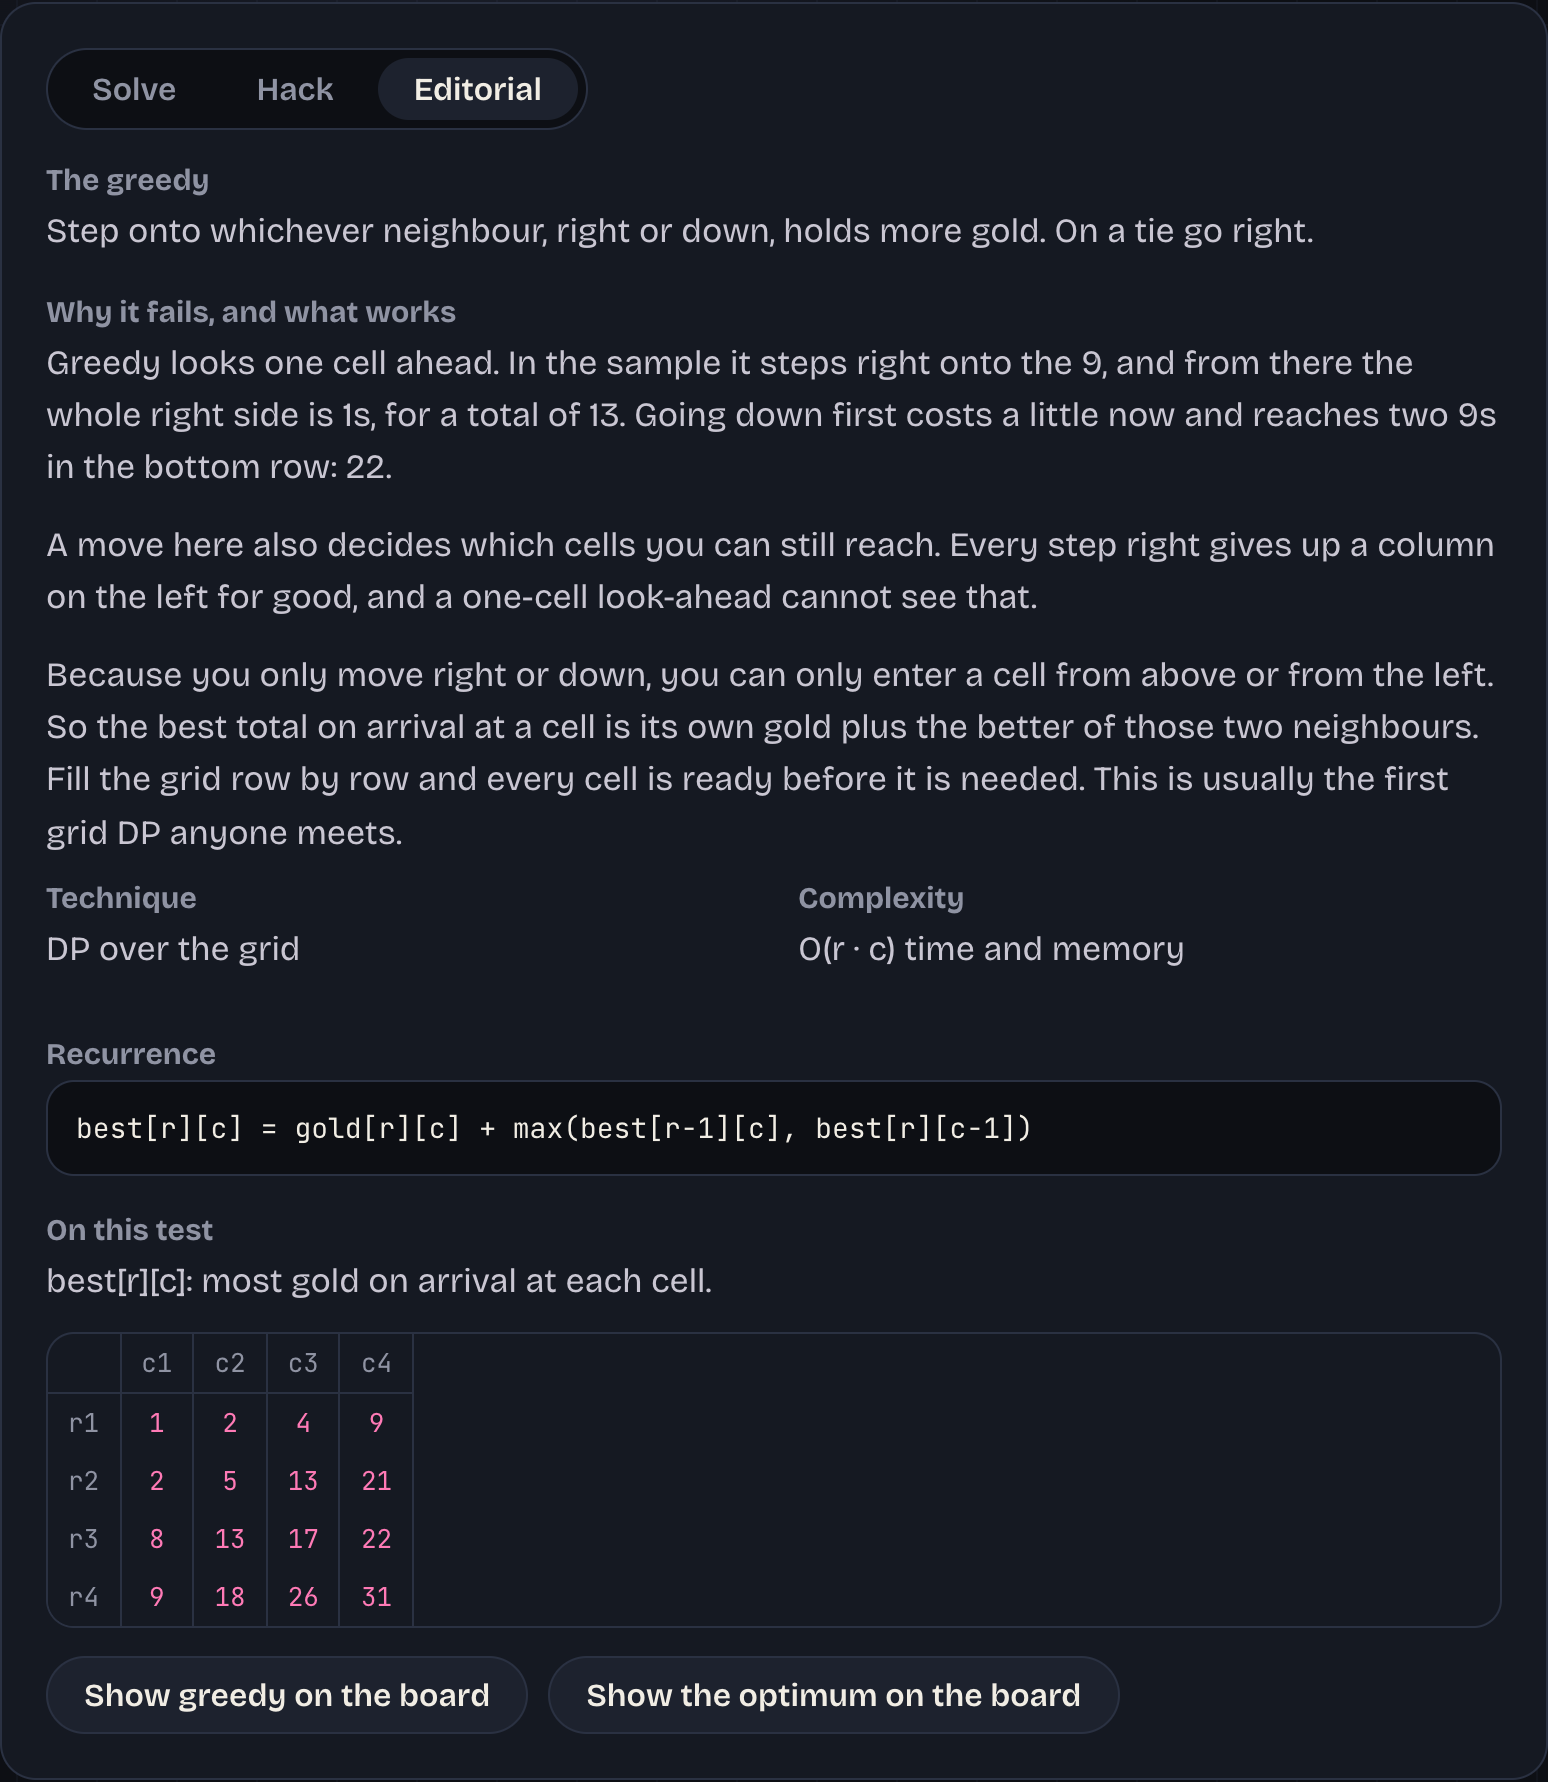 Solve Hack Editorial
The greedy
Step onto whichever neighbour, right or down, holds more gold. On a tie go right.
Why it fails, and what works
Greedy looks one cell ahead. In the sample it steps right onto the 9, and from there the
whole right side is 1s, for a total of 13. Going down first costs a little now and reaches two 9s
in the bottom row: 22.
A move here also decides which cells you can still reach. Every step right gives up a column
on the left for good, and a one-cell look-ahead cannot see that.
Because you only move right or down, you can only enter a cell from above or from the left.
So the best total on arrival at a cell is its own gold plus the better of those two neighbours.
Fill the grid row by row and every cell is ready before it is needed. This is usually the first
grid DP anyone meets.
Technique Complexity
DP over the grid O(r · c) time and memory
Recurrence
best[r][c] = gold[r][c] + max(best[r-1][c], best[r][c-1])
On this test
best[r][c]: most gold on arrival at each cell.
c1 c2 c3 c4
r1 1 2 4 9
r2 2 5 13 21
r3 8 13 17 22
r4 9 18 26 31
Show greedy on the board Show the optimum on the board